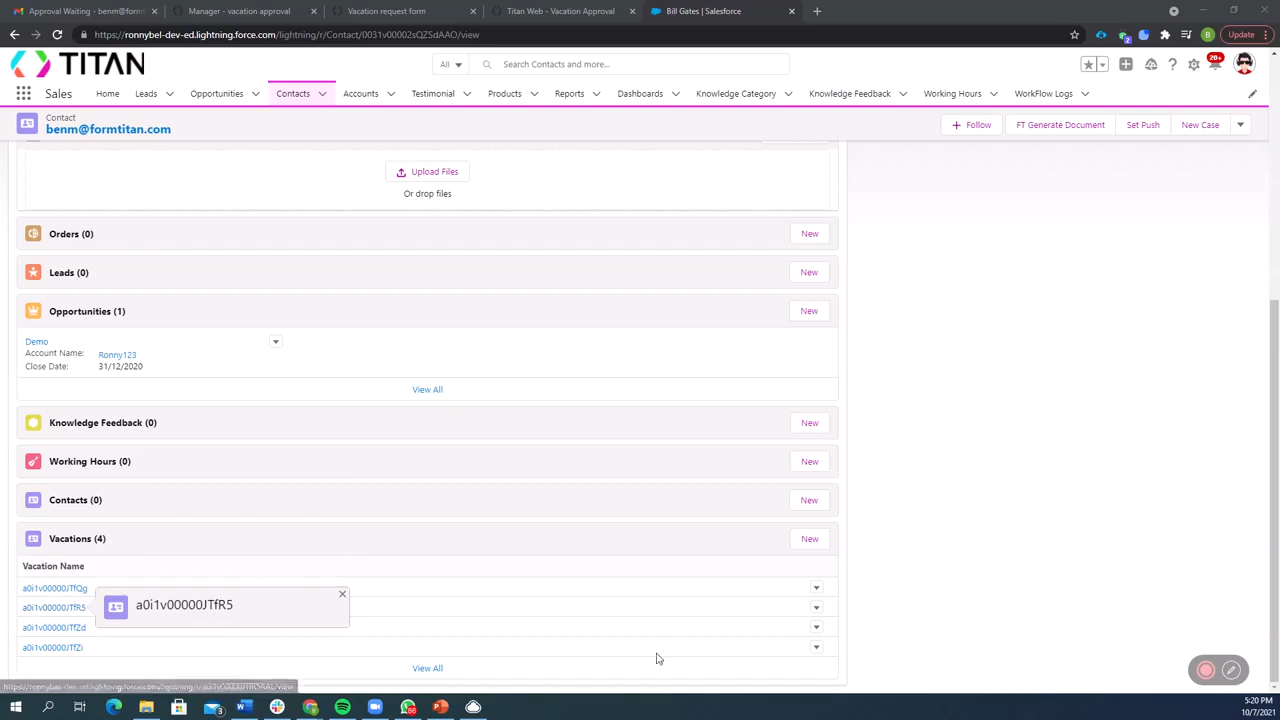 Approval Waiting - benm@form
Manager - vacation approval
Vacation request form
Titan Web - Vacation Approval
Bill Gates | Salesforce
https://ronnybel-dev-ed.lightning.force.com/lightning/r/Contact/0031v00002sQZSdAAO/view
2
B
Update
TITAN
All
Search Contacts and more...
20+
Sales
Home
Leads
Opportunities
Contacts
Accounts
Testimonial
Products
Reports
Dashboards
Knowledge Category
Knowledge Feedback
Working Hours
WorkFlow Logs
Contact
benm@formtitan.com
Follow
FT Generate Document
Set Push
New Case
Upload Files
Or drop files
Orders (0)
New
Leads (0)
New
Opportunities (1)
New
Demo
Account Name: Ronny123
Close Date: 31/12/2020
View All
Knowledge Feedback (0)
New
Working Hours (0)
New
Contacts (0)
New
Vacations (4)
New
Vacation Name
a0i1v00000JTfQg
a0i1v00000JTfR5
a0i1v00000JTfR5
a0i1v00000JTfZd
a0i1v00000JTfZi
View All
3
86
5:20 PM
10/7/2021